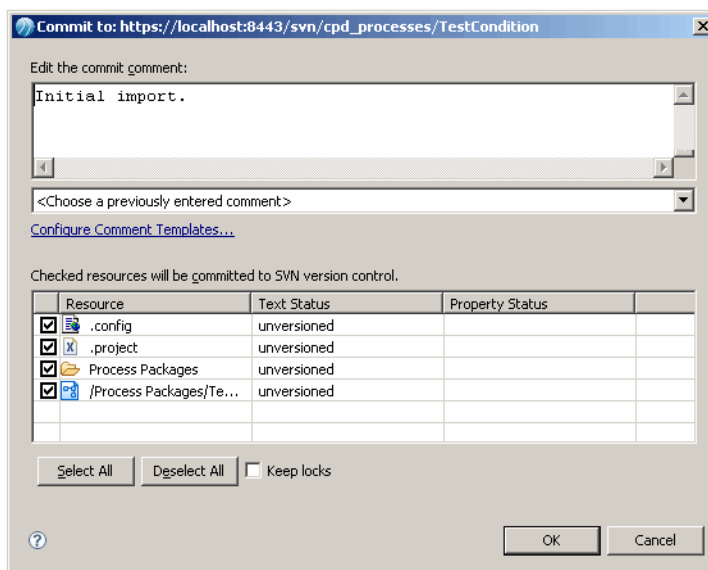 Commit to: https://localhost:8443/svn/cpd_processes/TestCondition
Edit the commit comment:
Initial import.
<Choose a previously entered comment>
Configure Comment Templates...
Checked resources will be committed to SVN version control.
Resource Text Status Property Status
.config unversioned
.project unversioned
Process Packages unversioned
/Process Packages/Te... unversioned
Select All Deselect All Keep locks
? OK Cancel